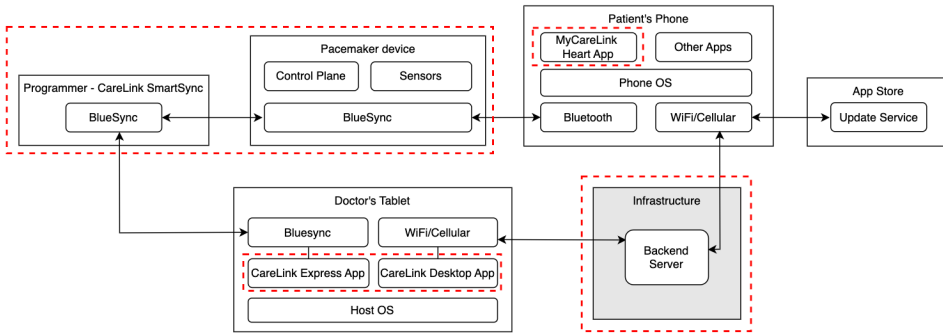 Patient's Phone
MyCareLink
Heart App
Other Apps
Phone OS
Bluetooth
WiFi/Cellular
Pacemaker device
Control Plane
Sensors
BlueSync
Programmer - CareLink SmartSync
BlueSync
App Store
Update Service
Doctor's Tablet
Bluesync
WiFi/Cellular
CareLink Express App
CareLink Desktop App
Host OS
Infrastructure
Backend
Server